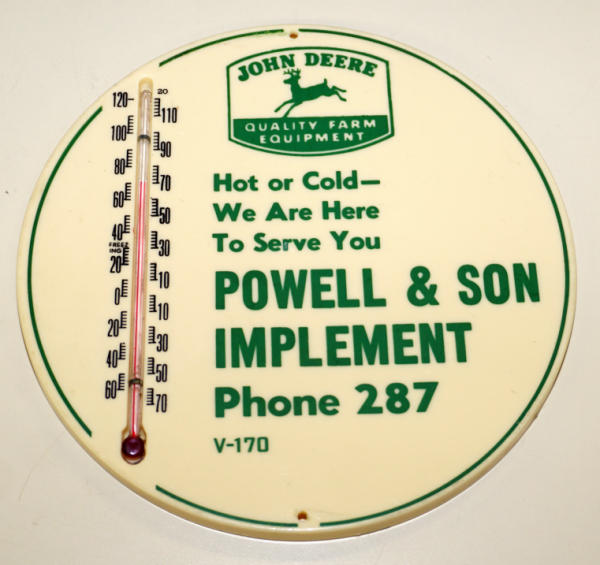 JOHN DEERE
QUALITY FARM
EQUIPMENT
Hot or Cold—
We Are Here
To Serve You
POWELL & SON
IMPLEMENT
Phone 287
V-170
20
120
110
100
90
80
70
60
50
40
FREEZ
ING
30
20
10
0
10
20
30
40
50
60
70